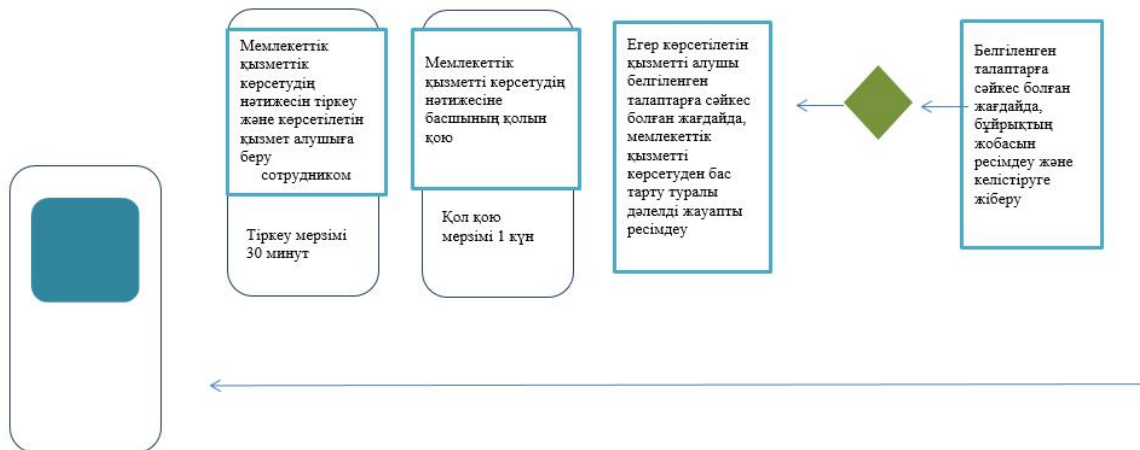 Мемлекеттік
қызметтік
көрсетудің
нәтижесін тіркеу
және көрсетілетін
қызмет алушыға
беру
сотрудником
Тіркеу мерзімі
30 минут
Мемлекеттік
қызметті көрсетудің
нәтижесіне
басшының қолын
қою
Қол қою
мерзімі 1 күн
Егер көрсетілетін
қызметті алушы
белгіленген
талаптарға сәйкес
болған жағдайда,
мемлекеттік
қызметті
көрсетуден бас
тарту туралы
дәлелді жауапты
ресімдеу
Белгіленген
талаптарға
сәйкес болған
жағдайда,
бұйрықтың
жобасын
ресімдеу және
келістіруге
жіберу